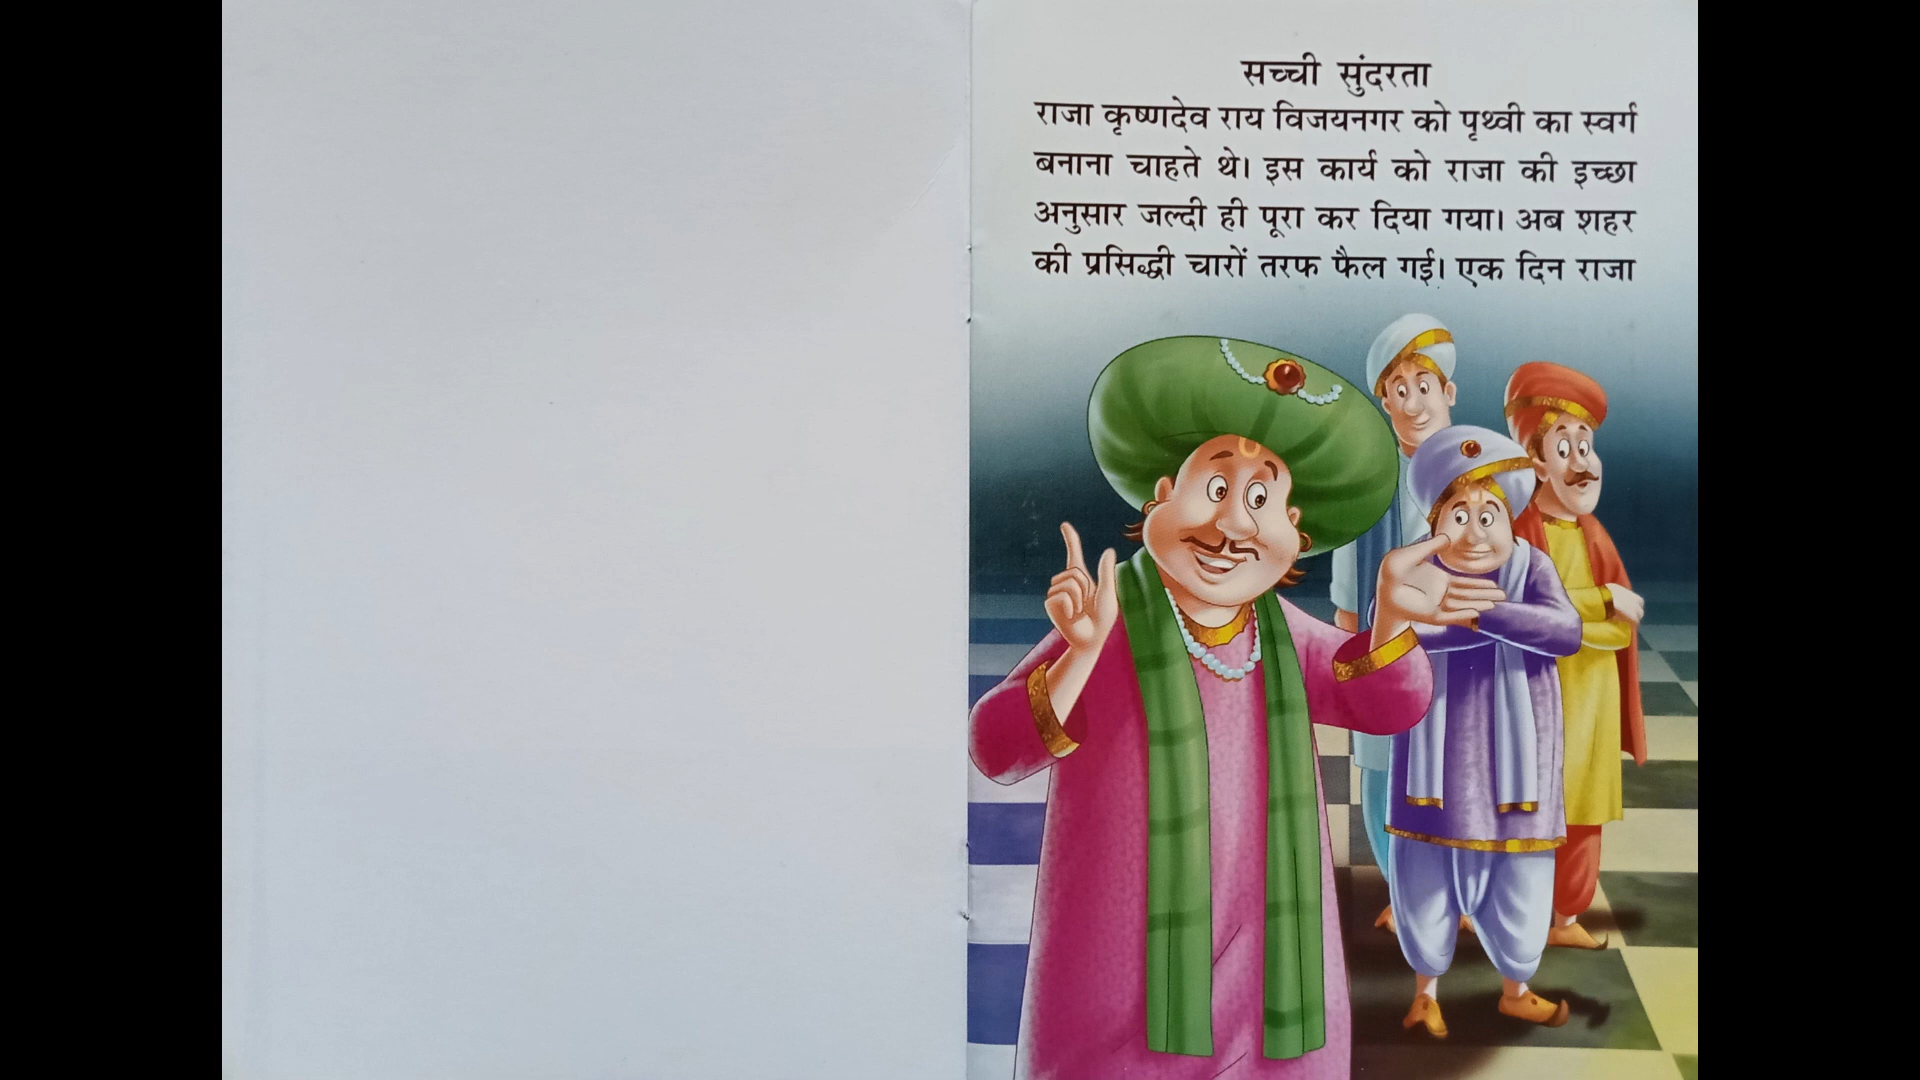 सच्ची सुंदरता
राजा कृष्णदेव राय विजयनगर को पृथ्वी का स्वर्ग
बनाना चाहते थे। इस कार्य को राजा की इच्छा
अनुसार जल्दी ही पूरा कर दिया गया। अब शहर
की प्रसिद्धी चारों तरफ फैल गई। एक दिन राजा